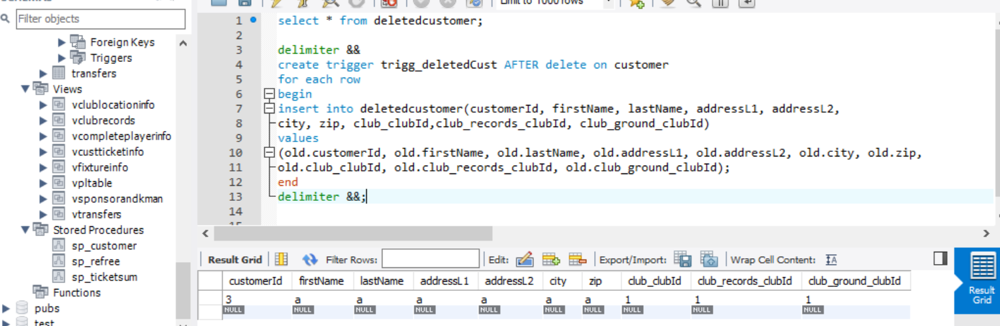 Filter objects
Foreign Keys
Triggers
transfers
Views
vclublocationinfo
vclubrecords
vcompleteplayerinfo
vcustticketinfo
vfixtureinfo
vpltable
vsponsorandkman
vtransfers
Stored Procedures
sp_customer
sp_refree
sp_ticketsum
Functions
pubs
test
Limit to 1000 rows
1 select * from deletedcustomer;
2
3 delimiter &&
4 create trigger trigg_deletedCust AFTER delete on customer
5 for each row
6 begin
7 insert into deletedcustomer(customerId, firstName, lastName, addressL1, addressL2,
8 city, zip, club_clubId,club_records_clubId, club_ground_clubId)
9 values
10 (old.customerId, old.firstName, old.lastName, old.addressL1, old.addressL2, old.city, old.zip,
11 old.club_clubId, old.club_records_clubId, old.club_ground_clubId);
12 end
13 delimiter &&;
14
Result Grid Filter Rows: Edit: Export/Import: Wrap Cell Content:
customerId firstName lastName addressL1 addressL2 city zip club_clubId club_records_clubId club_ground_clubId
3 a a a a a a 1 1 1
NULL NULL NULL NULL NULL NULL NULL NULL NULL NULL
Result
Grid